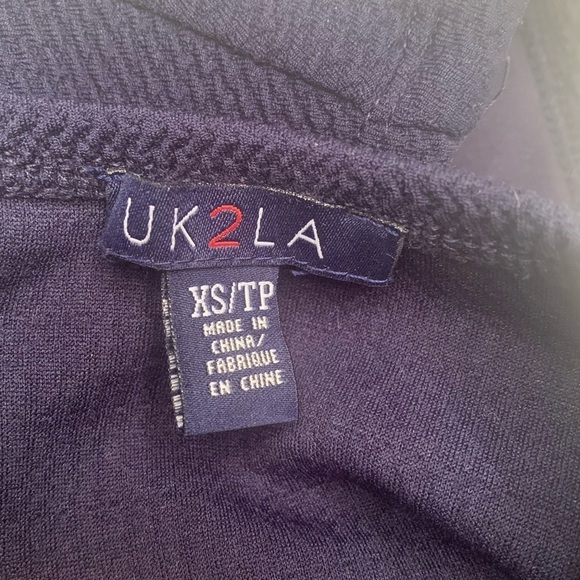 UK2LA
XS/TP
MADE IN
CHINA/
FABRIQUE
EN CHINE